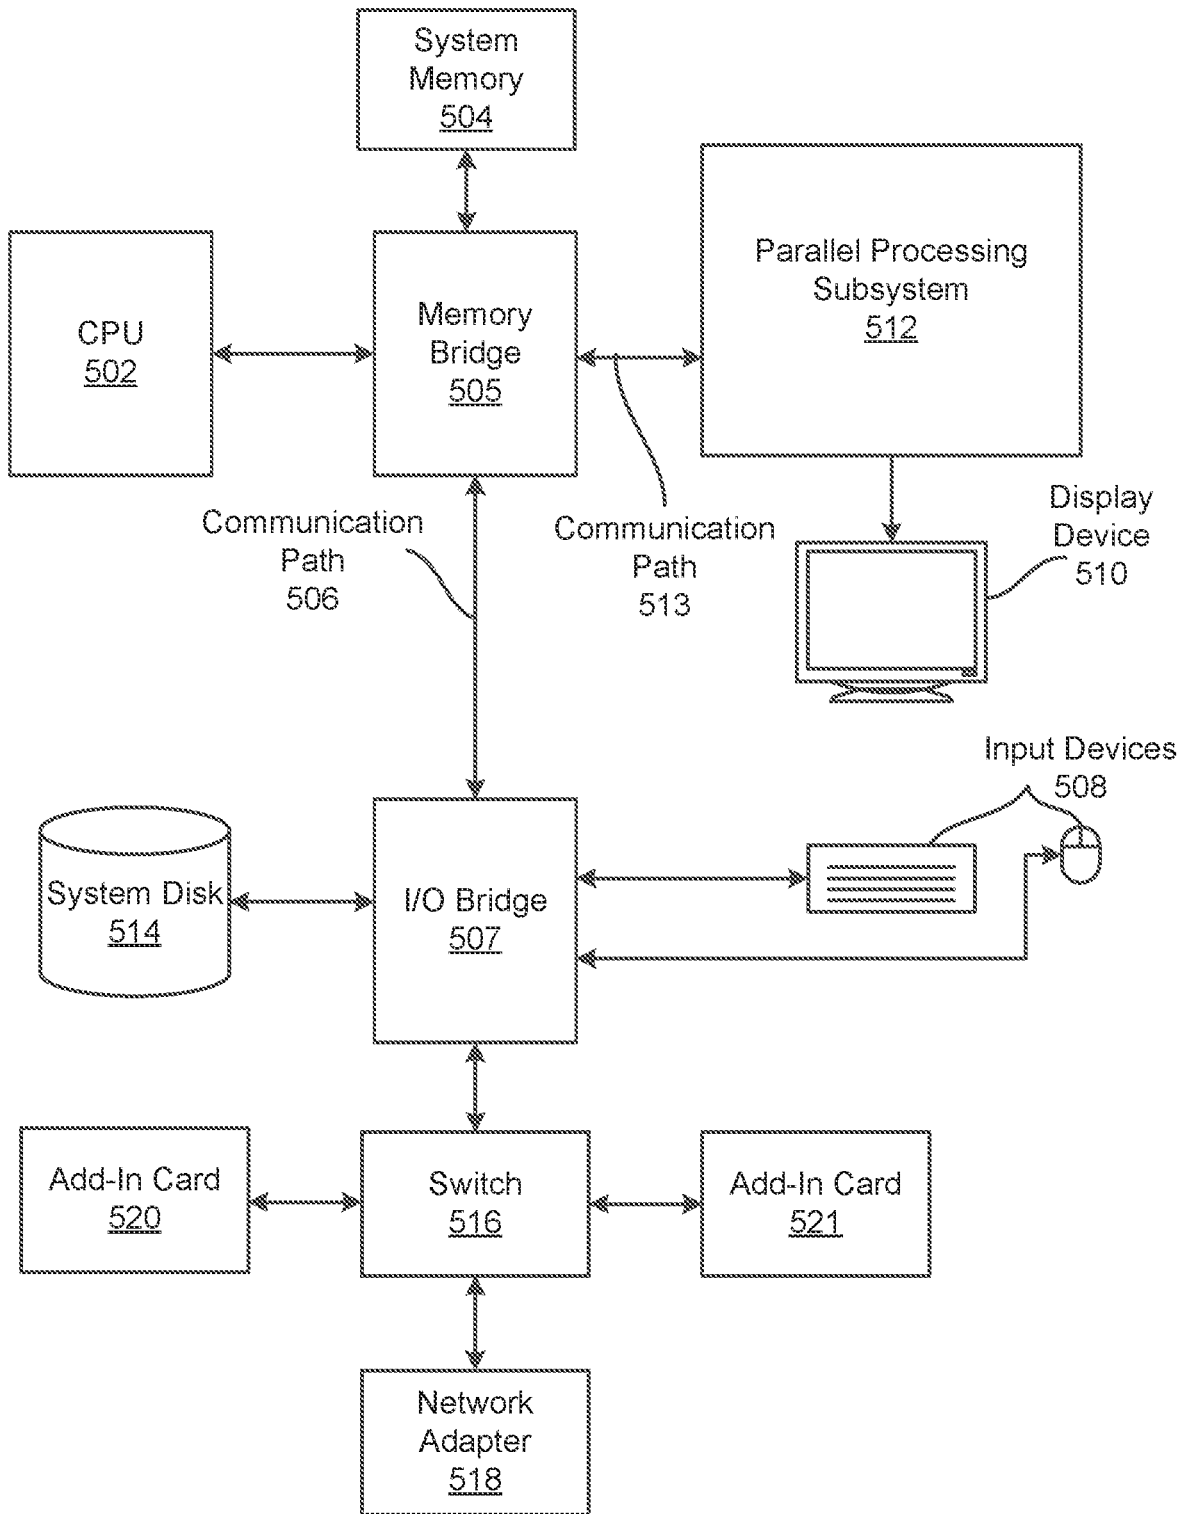 System
Memory
504
Parallel Processing
Subsystem
512
CPU
502
Memory
Bridge
505
Communication
Path
506
Communication
Path
513
Display
Device
510
Input Devices
508
System Disk
514
I/O Bridge
507
Add-In Card
520
Switch
516
Add-In Card
521
Network
Adapter
518